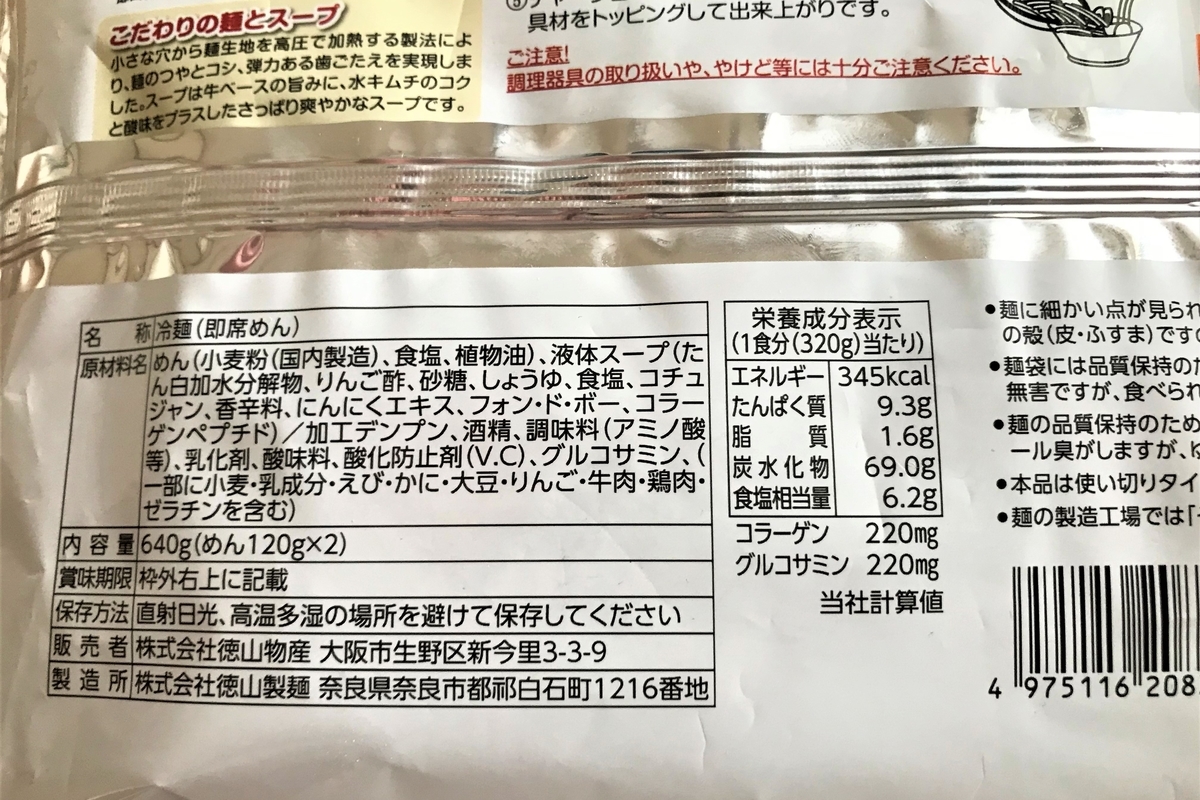 こだわりの麺とスープ
小さな穴から麺生地を高圧で加熱する製法によ
り、麺のつやとコシ、弾力ある歯ごたえを実現しま
した。スープは牛ベースの旨みに、水キムチのコク
と酸味をプラスしたさっぱり爽やかなスープです。
具材をトッピングして出来上がりです。
ご注意!
調理器具の取り扱いや、やけど等には十分ご注意ください。
名称 冷麺(即席めん)
原材料名 めん(小麦粉(国内製造)、食塩、植物油)、液体スープ(た
ん白加水分解物、りんご酢、砂糖、しょうゆ、食塩、コチュ
ジャン、香辛料、にんにくエキス、フォン・ド・ボー、コラー
ゲンペプチド)/加工デンプン、酒精、調味料(アミノ酸
等)、乳化剤、酸味料、酸化防止剤(V.C)、グルコサミン、(
一部に小麦・乳成分・えび・かに・大豆・りんご・牛肉・鶏肉・
ゼラチンを含む)
内容量 640g(めん120g×2)
賞味期限 枠外右上に記載
保存方法 直射日光、高温多湿の場所を避けて保存してください
販売者 株式会社徳山物産 大阪市生野区新今里3-3-9
製造所 株式会社徳山製麺 奈良県奈良市都祁白石町1216番地
栄養成分表示
(1食分(320g)当たり)
エネルギー 345kcal
たんぱく質 9.3g
脂質 1.6g
炭水化物 69.0g
食塩相当量 6.2g
コラーゲン 220mg
グルコサミン 220mg
当社計算値
●麺に細かい点が見られ
の殻(皮・ふすま)です
●麺袋には品質保持の
無害ですが、食べられ
●麺の品質保持のため
ール臭がしますが、
●本品は使い切りタイ
●麺の製造工場では「
4 975116 208